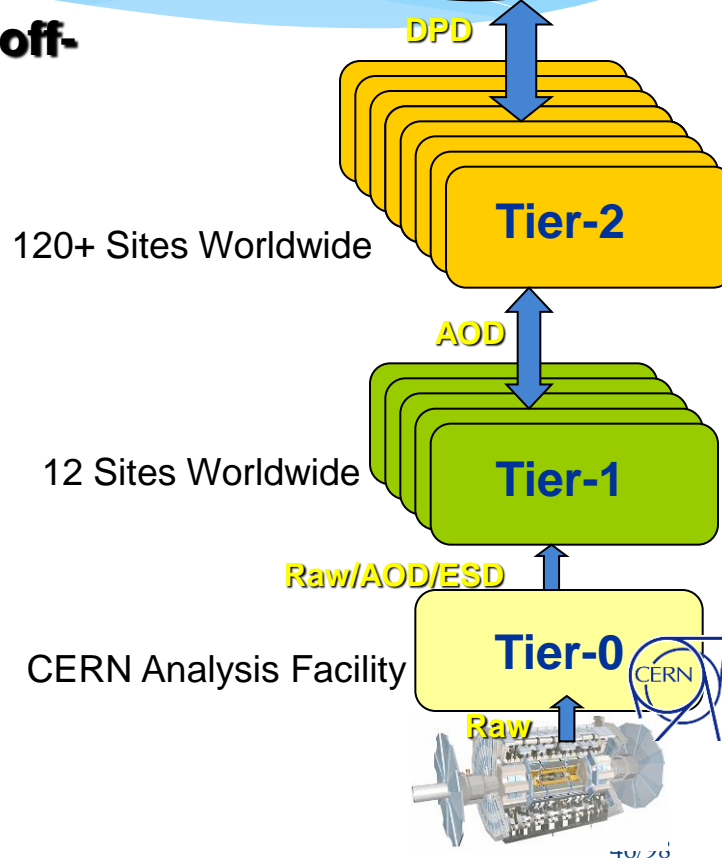 off-
DPD
Tier-2
120+ Sites Worldwide
AOD
Tier-1
12 Sites Worldwide
Raw/AOD/ESD
Tier-0
CERN Analysis Facility
CERN
Raw